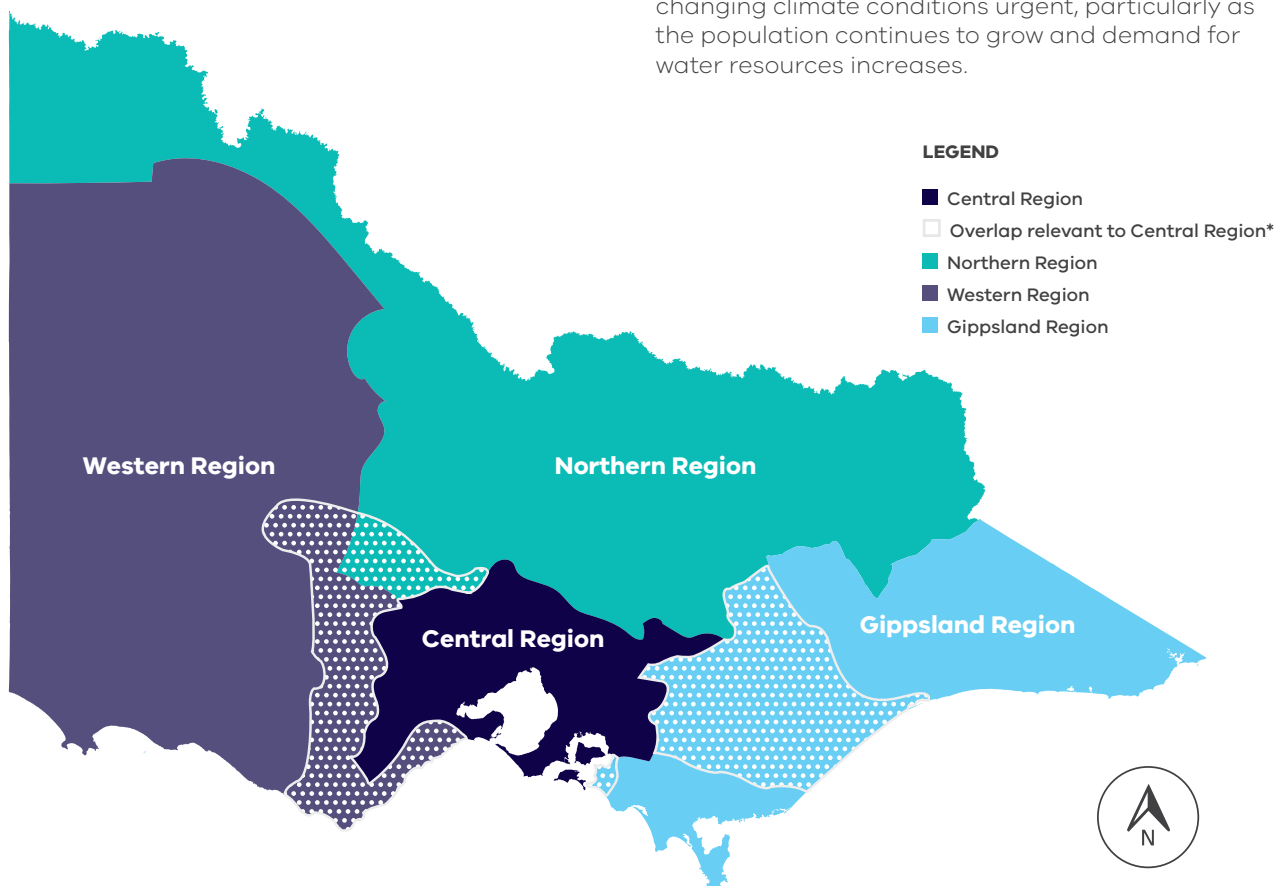 changing climate conditions urgent, particularly as
the population continues to grow and demand for
water resources increases.
LEGEND
Central Region
Overlap relevant to Central Region*
Northern Region
Western Region
Gippsland Region
Western Region
Northern Region
Central Region
Gippsland Region
N